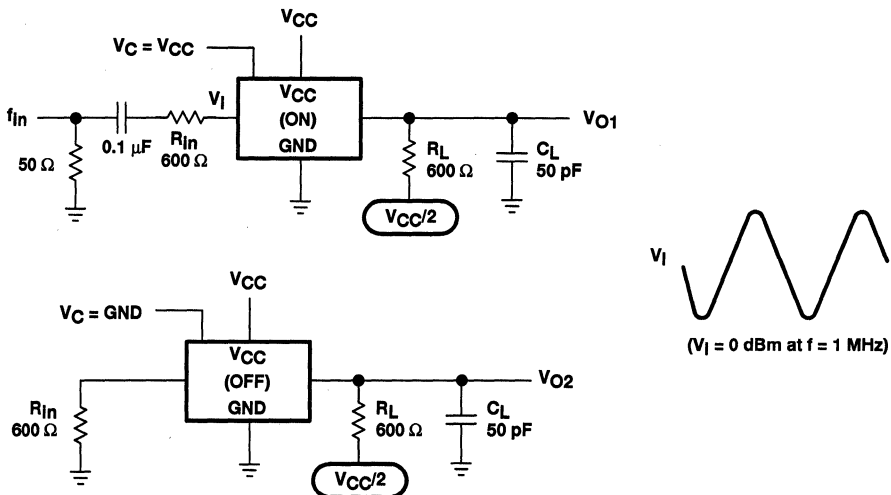 VCC
VC = VCC
fin
VI
VCC
(ON)
GND
VO1
50 Ω
0.1 µF
Rin
600 Ω
RL
600 Ω
CL
50 pF
VCC/2
VI
(VI = 0 dBm at f = 1 MHz)
VCC
VC = GND
VCC
(OFF)
GND
VO2
Rin
600 Ω
RL
600 Ω
CL
50 pF
VCC/2